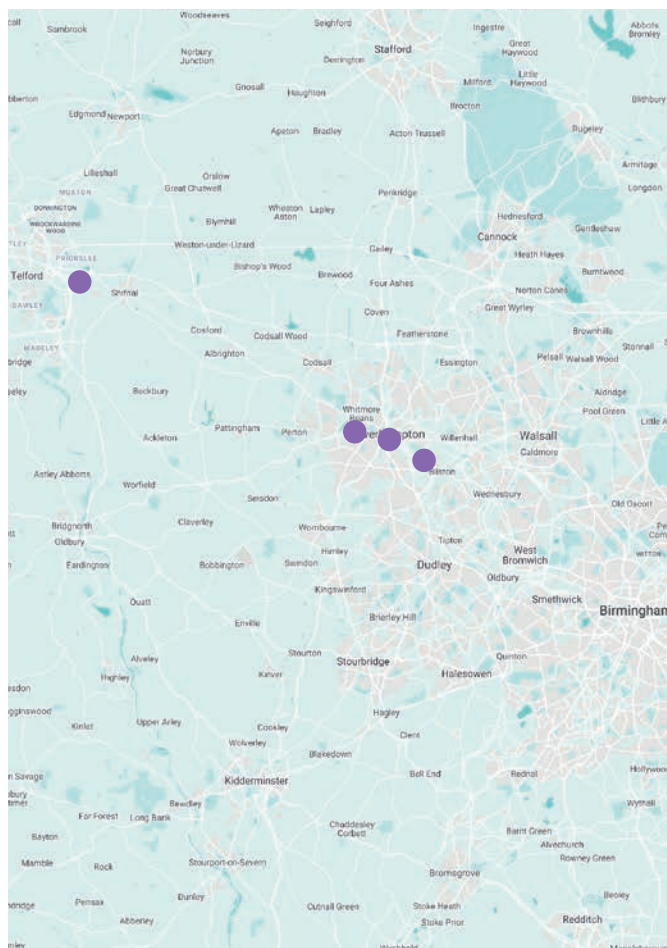 Woodseaves
Ingestre
Abbots
Bromley
Sambrook
Seighford
Great
Haywood
Stafford
Norbury
Junction
Derrington
Milford
Little
Haywood
Gnosall
Haughton
Brocton
Edgmond
Newport
Apeton
Bradley
Acton Trussell
Rugeley
Armitage
Lilleshall
Orslow
Longdon
Great Chatwell
Penkridge
MUXTON
Wheaton
Aston
Lapley
DONNINGTON
Hednesford
WROCKWARDINE
WOOD
Blymhill
Gentleshaw
Cannock
Weston-under-Lizard
Gailey
Heath Hayes
PRIORSLEE
Bishop's Wood
Brewood
Burntwood
Telford
Four Ashes
Norton Canes
Shifnal
DAWLEY
Coven
Great Wyrley
Cosford
Codsall Wood
Featherstone
Brownhills
MADELEY
Stonnall
Albrighton
Codsall
Essington
Pelsall
Walsall Wood
Beckbury
Aldridge
Whitmore
Reans
Pool Green
Pattingham
Perton
Willenhall
Walsall
Ackleton
Caldmore
Astley Abbotts
Bilston
Worfield
Seisdon
Wednesbury
Old Oscott
Bridgnorth
Claverley
Wombourne
Oldbury
Tipton
West
Bromwich
WITTON
Himley
Eardington
Bobbington
Swindon
Dudley
Oldbury
Kingswinford
Smethwick
Quatt
Birmingham
Enville
Brierley Hill
Stourton
Quinton
Alveley
Stourbridge
Halesowen
Highley
Kinver
Hagley
Kinlet
Upper Arley
Cookley
Clent
Wolverley
Blakedown
Bell End
Rednal
Kidderminster
Bewdley
Wythall
Far Forest
Long Bank
Chaddesley
Corbett
Barnt Green
Bayton
Alvechurch
Rowney Green
Mamble
Rock
Stourport-on-Severn
Bromsgrove
Dunley
Beoley
Pensax
Cutnall Green
Stoke Heath
Abberley
Stoke Prior
Redditch